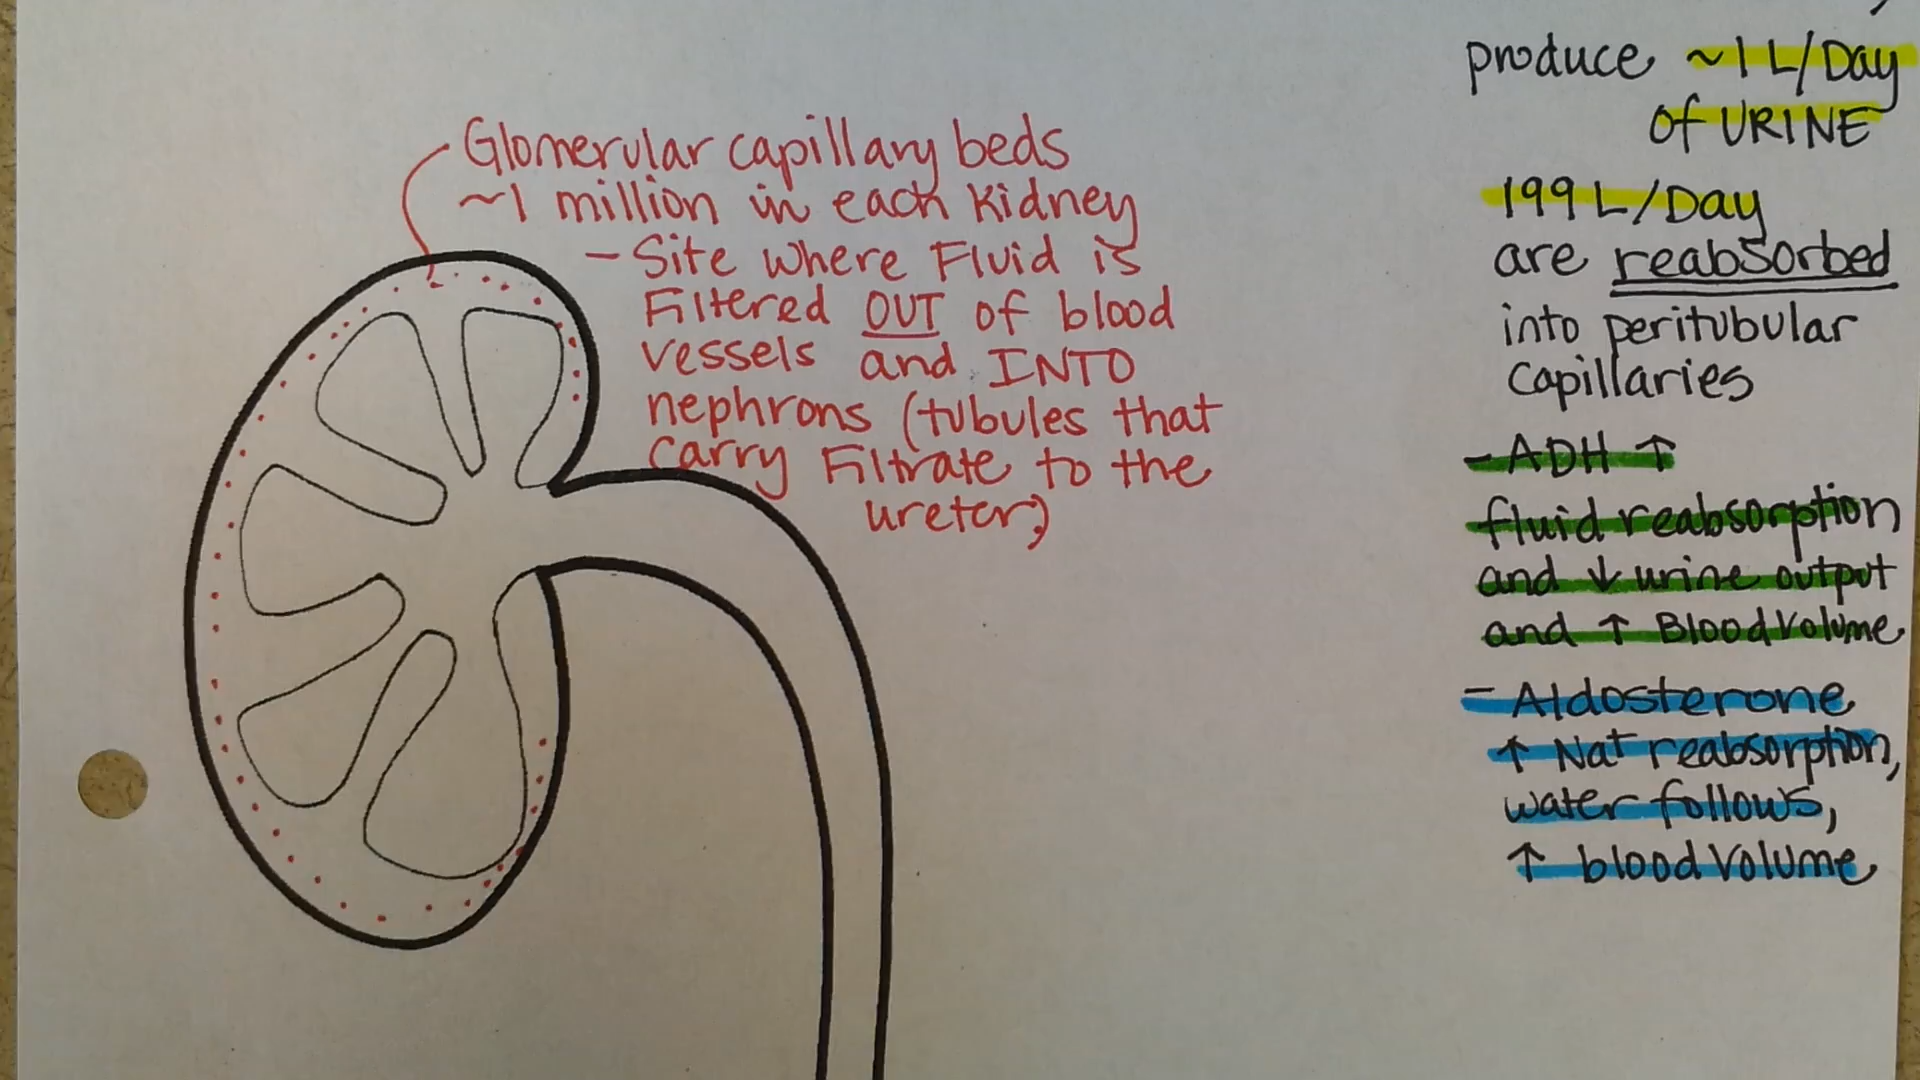 Glomerular capillary beds
~1 million in each kidney
- Site where Fluid is
Filtered OUT of blood
vessels and INTO
nephrons (tubules that
carry Filtrate to the
ureter)
produce ~1 L/Day
of URINE
199 L/Day
are reabsorbed
into peritubular
capillaries
- ADH ↑
fluid reabsorption
and ↓ urine output
and ↑ Blood Volume
- Aldosterone
↑ Na+ reabsorption,
water follows,
↑ blood Volume